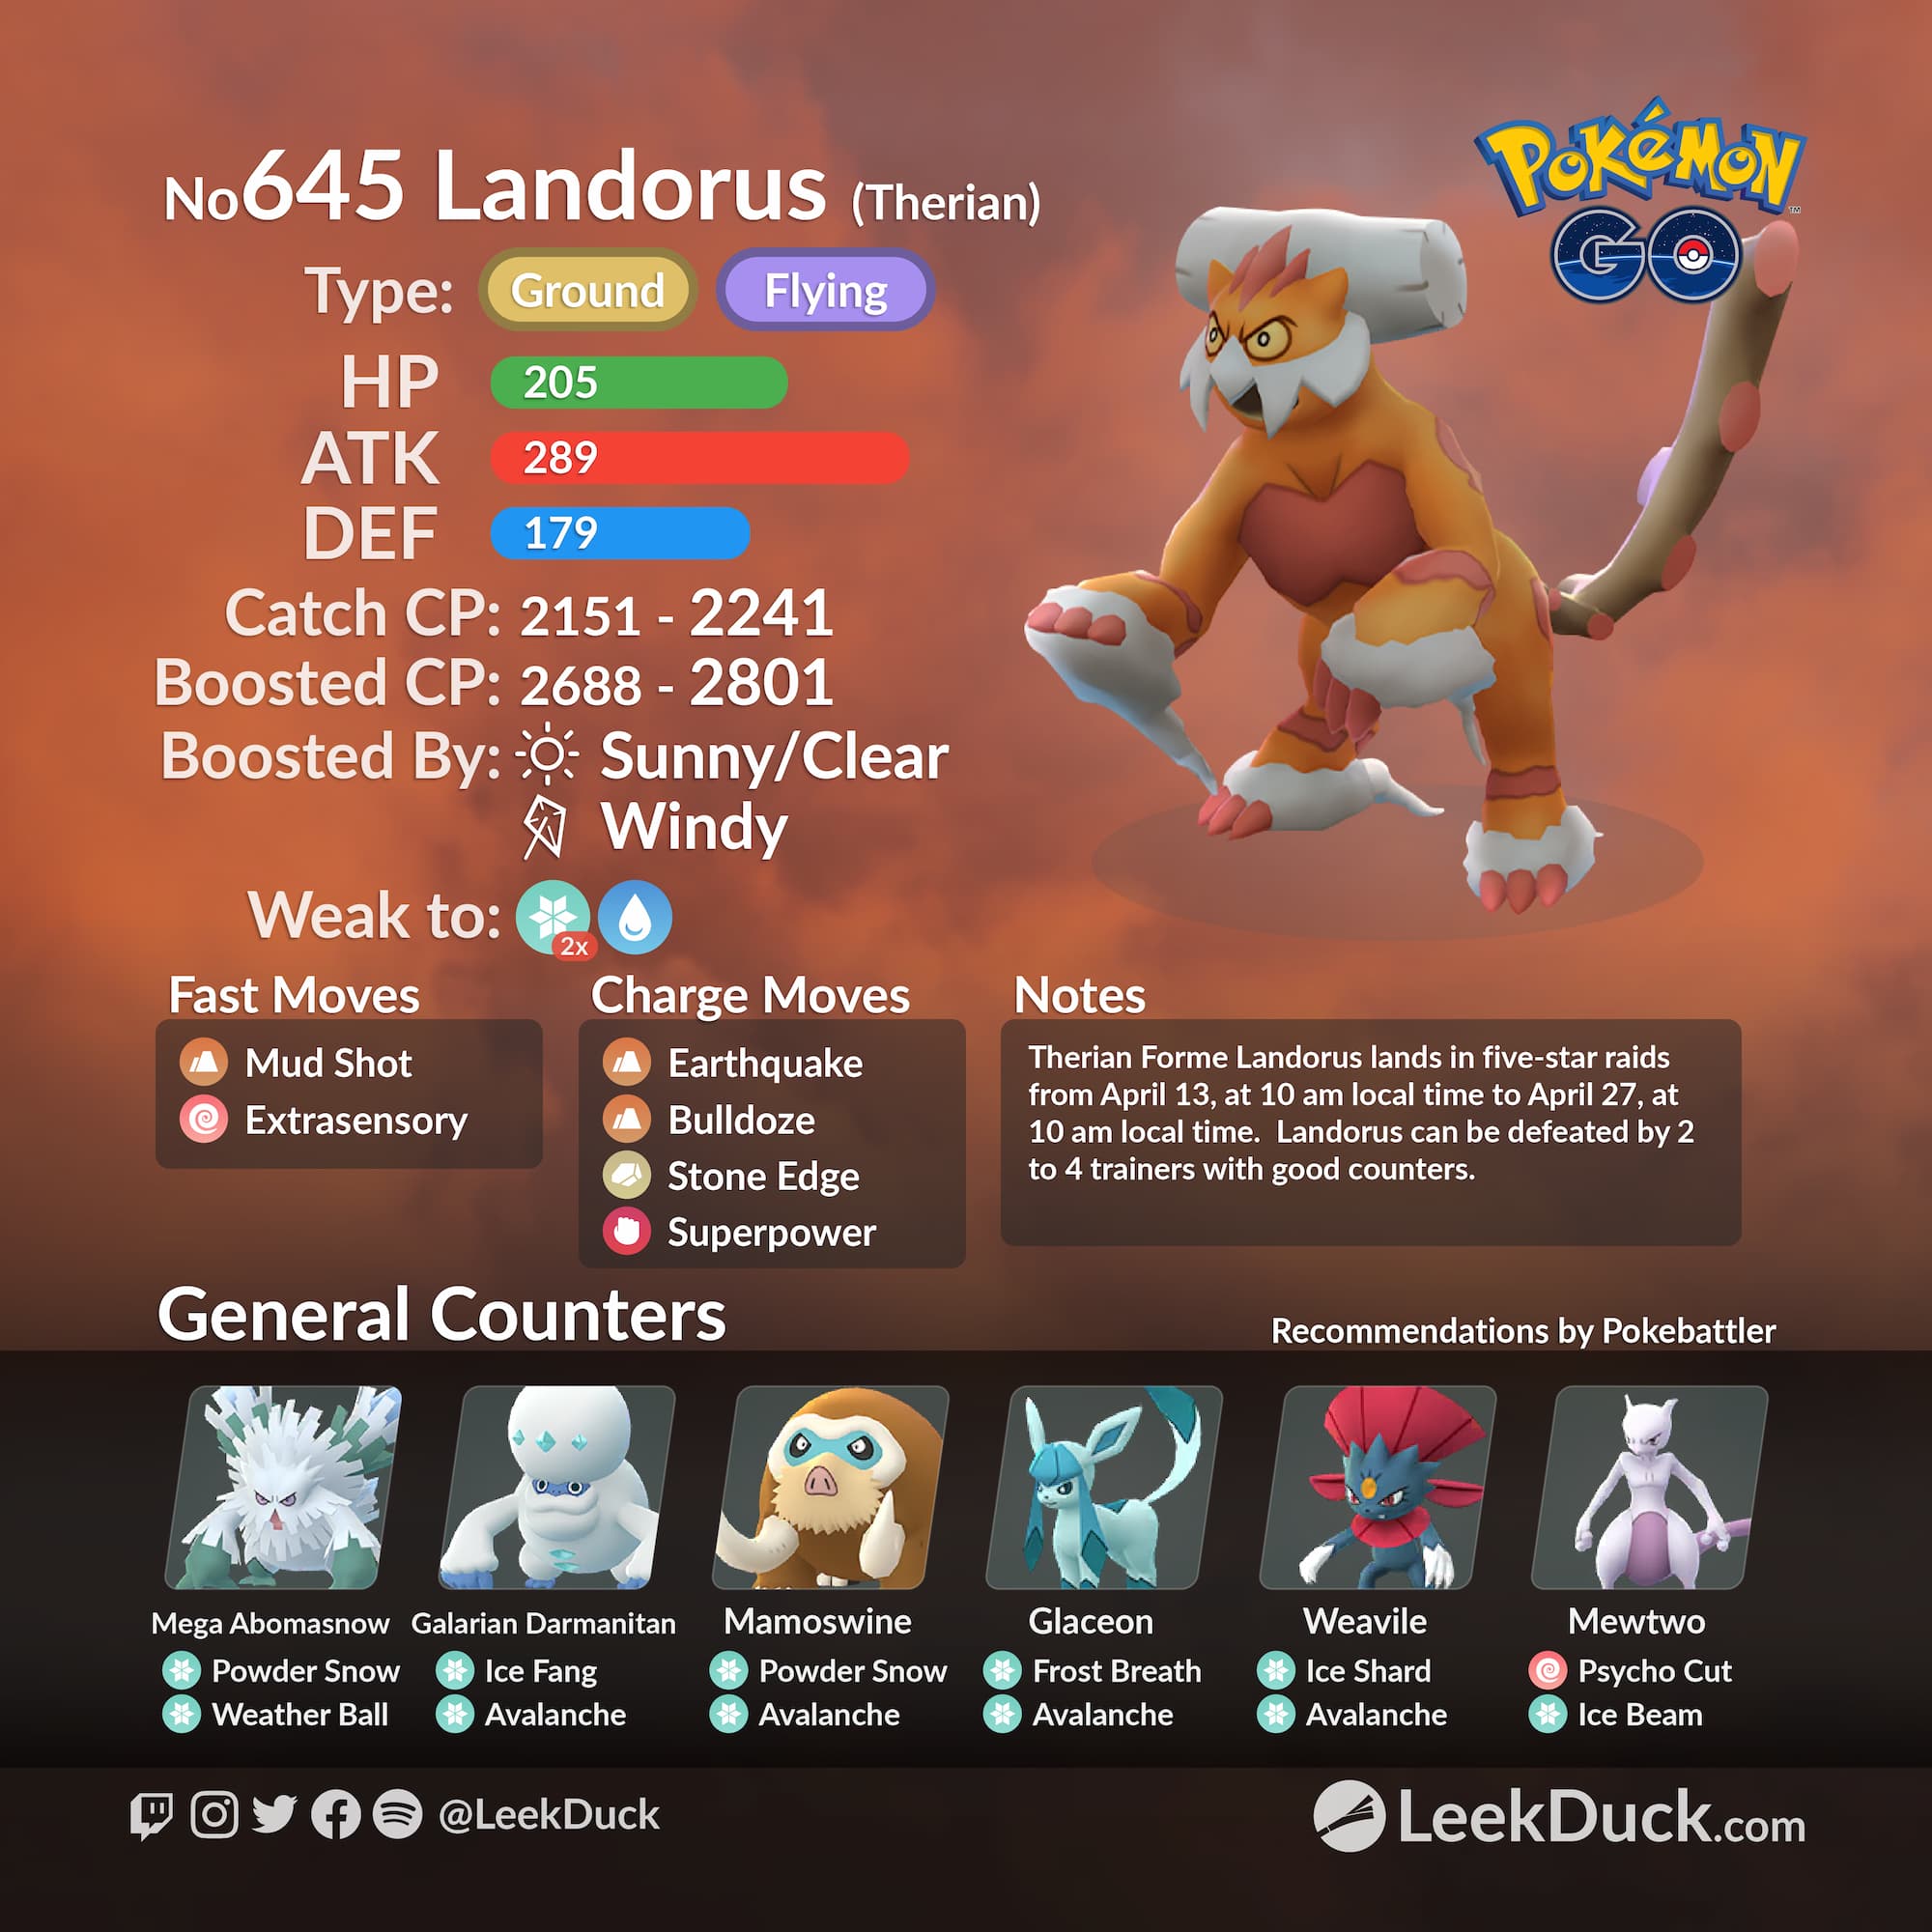 POKéMON
GO
TM
No645 Landorus (Therian)
Type: Ground Flying
HP 205
ATK 289
DEF 179
Catch CP: 2151 - 2241
Boosted CP: 2688 - 2801
Boosted By: Sunny/Clear
Windy
Weak to:
2x
Fast Moves
Mud Shot
Extrasensory
Charge Moves
Earthquake
Bulldoze
Stone Edge
Superpower
Notes
Therian Forme Landorus lands in five-star raids
from April 13, at 10 am local time to April 27, at
10 am local time.  Landorus can be defeated by 2
to 4 trainers with good counters.
General Counters
Recommendations by Pokebattler
Mega Abomasnow
Powder Snow
Weather Ball
Galarian Darmanitan
Ice Fang
Avalanche
Mamoswine
Powder Snow
Avalanche
Glaceon
Frost Breath
Avalanche
Weavile
Ice Shard
Avalanche
Mewtwo
Psycho Cut
Ice Beam
@LeekDuck
LeekDuck.com